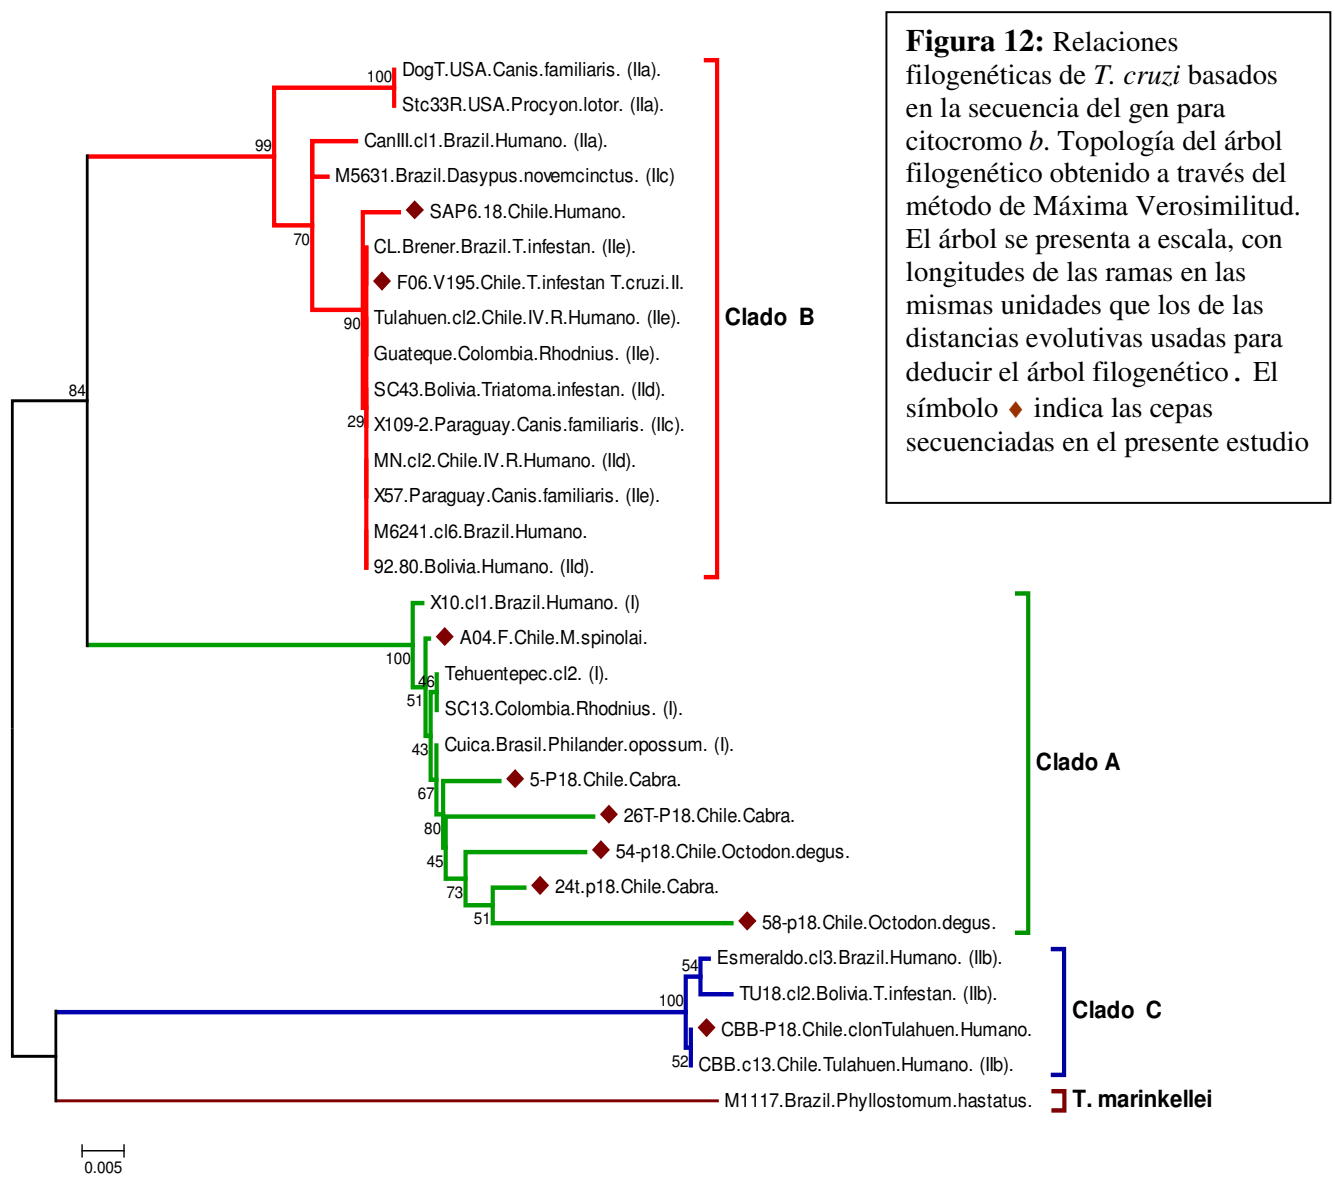 Figura 12: Relaciones
filogenéticas de T. cruzi basados
en la secuencia del gen para
citocromo b. Topología del árbol
filogenético obtenido a través del
método de Máxima Verosimilitud.
El árbol se presenta a escala, con
longitudes de las ramas en las
mismas unidades que los de las
distancias evolutivas usadas para
deducir el árbol filogenético. El
símbolo ♦ indica las cepas
secuenciadas en el presente estudio
100
DogT.USA.Canis.familiaris. (IIa).
Stc33R.USA.Procyon.lotor. (IIa).
99
CanIII.cl1.Brazil.Humano. (IIa).
M5631.Brazil.Dasypus.novemcinctus. (IIc)
70
SAP6.18.Chile.Humano.
CL.Brener.Brazil.T.infestan. (IIe).
F06.V195.Chile.T.infestan T.cruzi.II.
90
Tulahuen.cl2.Chile.IV.R.Humano. (IIe).
Clado B
Guateque.Colombia.Rhodnius. (IIe).
84
SC43.Bolivia.Triatoma.infestan. (IId).
29
X109-2.Paraguay.Canis.familiaris. (IIc).
MN.cl2.Chile.IV.R.Humano. (IId).
X57.Paraguay.Canis.familiaris. (IIe).
M6241.cl6.Brazil.Humano.
92.80.Bolivia.Humano. (IId).
X10.cl1.Brazil.Humano. (I)
A04.F.Chile.M.spinolai.
100
46
Tehuentepec.cl2. (I).
51
SC13.Colombia.Rhodnius. (I).
43
Cuica.Brasil.Philander.opossum. (I).
Clado A
67
5-P18.Chile.Cabra.
80
26T-P18.Chile.Cabra.
45
54-p18.Chile.Octodon.degus.
73
24t.p18.Chile.Cabra.
51
58-p18.Chile.Octodon.degus.
54
Esmeraldo.cl3.Brazil.Humano. (IIb).
100
TU18.cl2.Bolivia.T.infestan. (IIb).
Clado C
CBB-P18.Chile.clonTulahuen.Humano.
52
CBB.c13.Chile.Tulahuen.Humano. (IIb).
M1117.Brazil.Phyllostomum.hastatus.
T. marinkellei
0.005